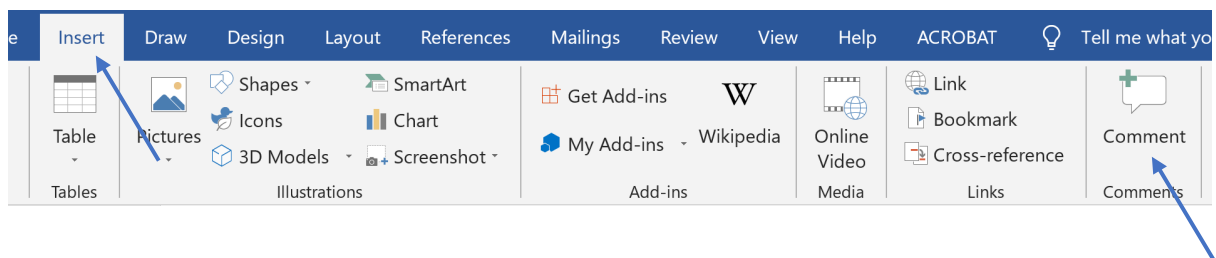 e Insert Draw Design Layout References Mailings Review View Help ACROBAT Tell me what yo
Shapes SmartArt Link
Get Add-ins W
Icons Chart Bookmark
Table Pictures My Add-ins Wikipedia Online Comment
3D Models Screenshot Video Cross-reference
Tables Illustrations Add-ins Media Links Comments